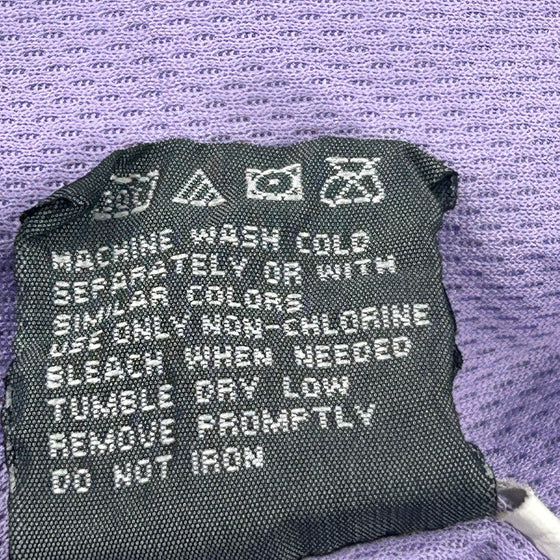 MACHINE WASH COLD
SEPARATELY OR WITH
SIMILAR COLORS
USE ONLY NON-CHLORINE
BLEACH WHEN NEEDED
TUMBLE DRY LOW
REMOVE PROMPTLY
DO NOT IRON